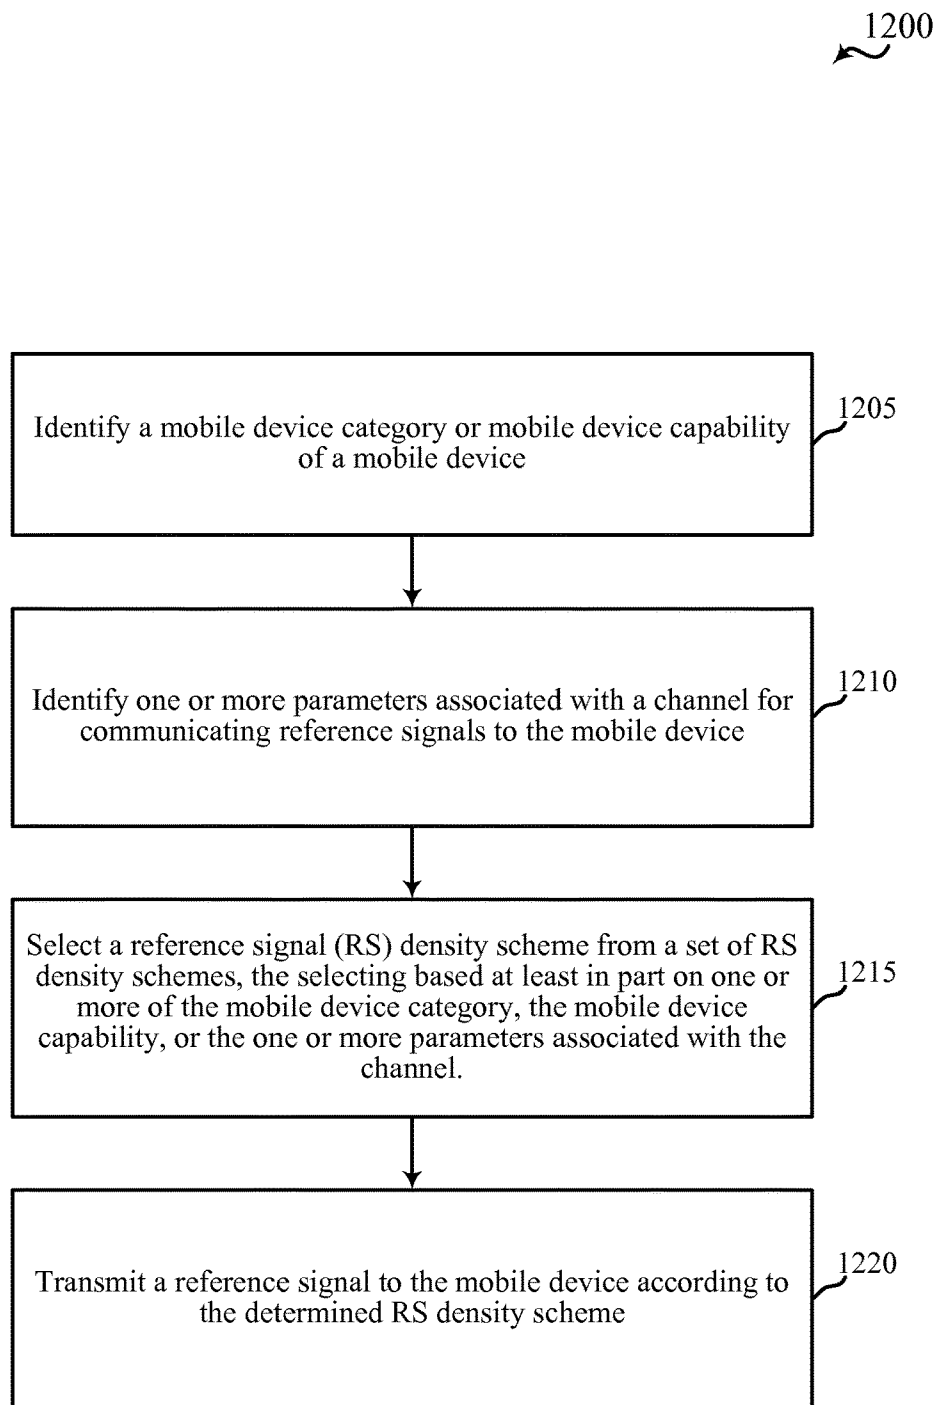 1200
Identify a mobile device category or mobile device capability
of a mobile device
1205
Identify one or more parameters associated with a channel for
communicating reference signals to the mobile device
1210
Select a reference signal (RS) density scheme from a set of RS
density schemes, the selecting based at least in part on one or
more of the mobile device category, the mobile device
capability, or the one or more parameters associated with the
channel.
1215
Transmit a reference signal to the mobile device according to
the determined RS density scheme
1220